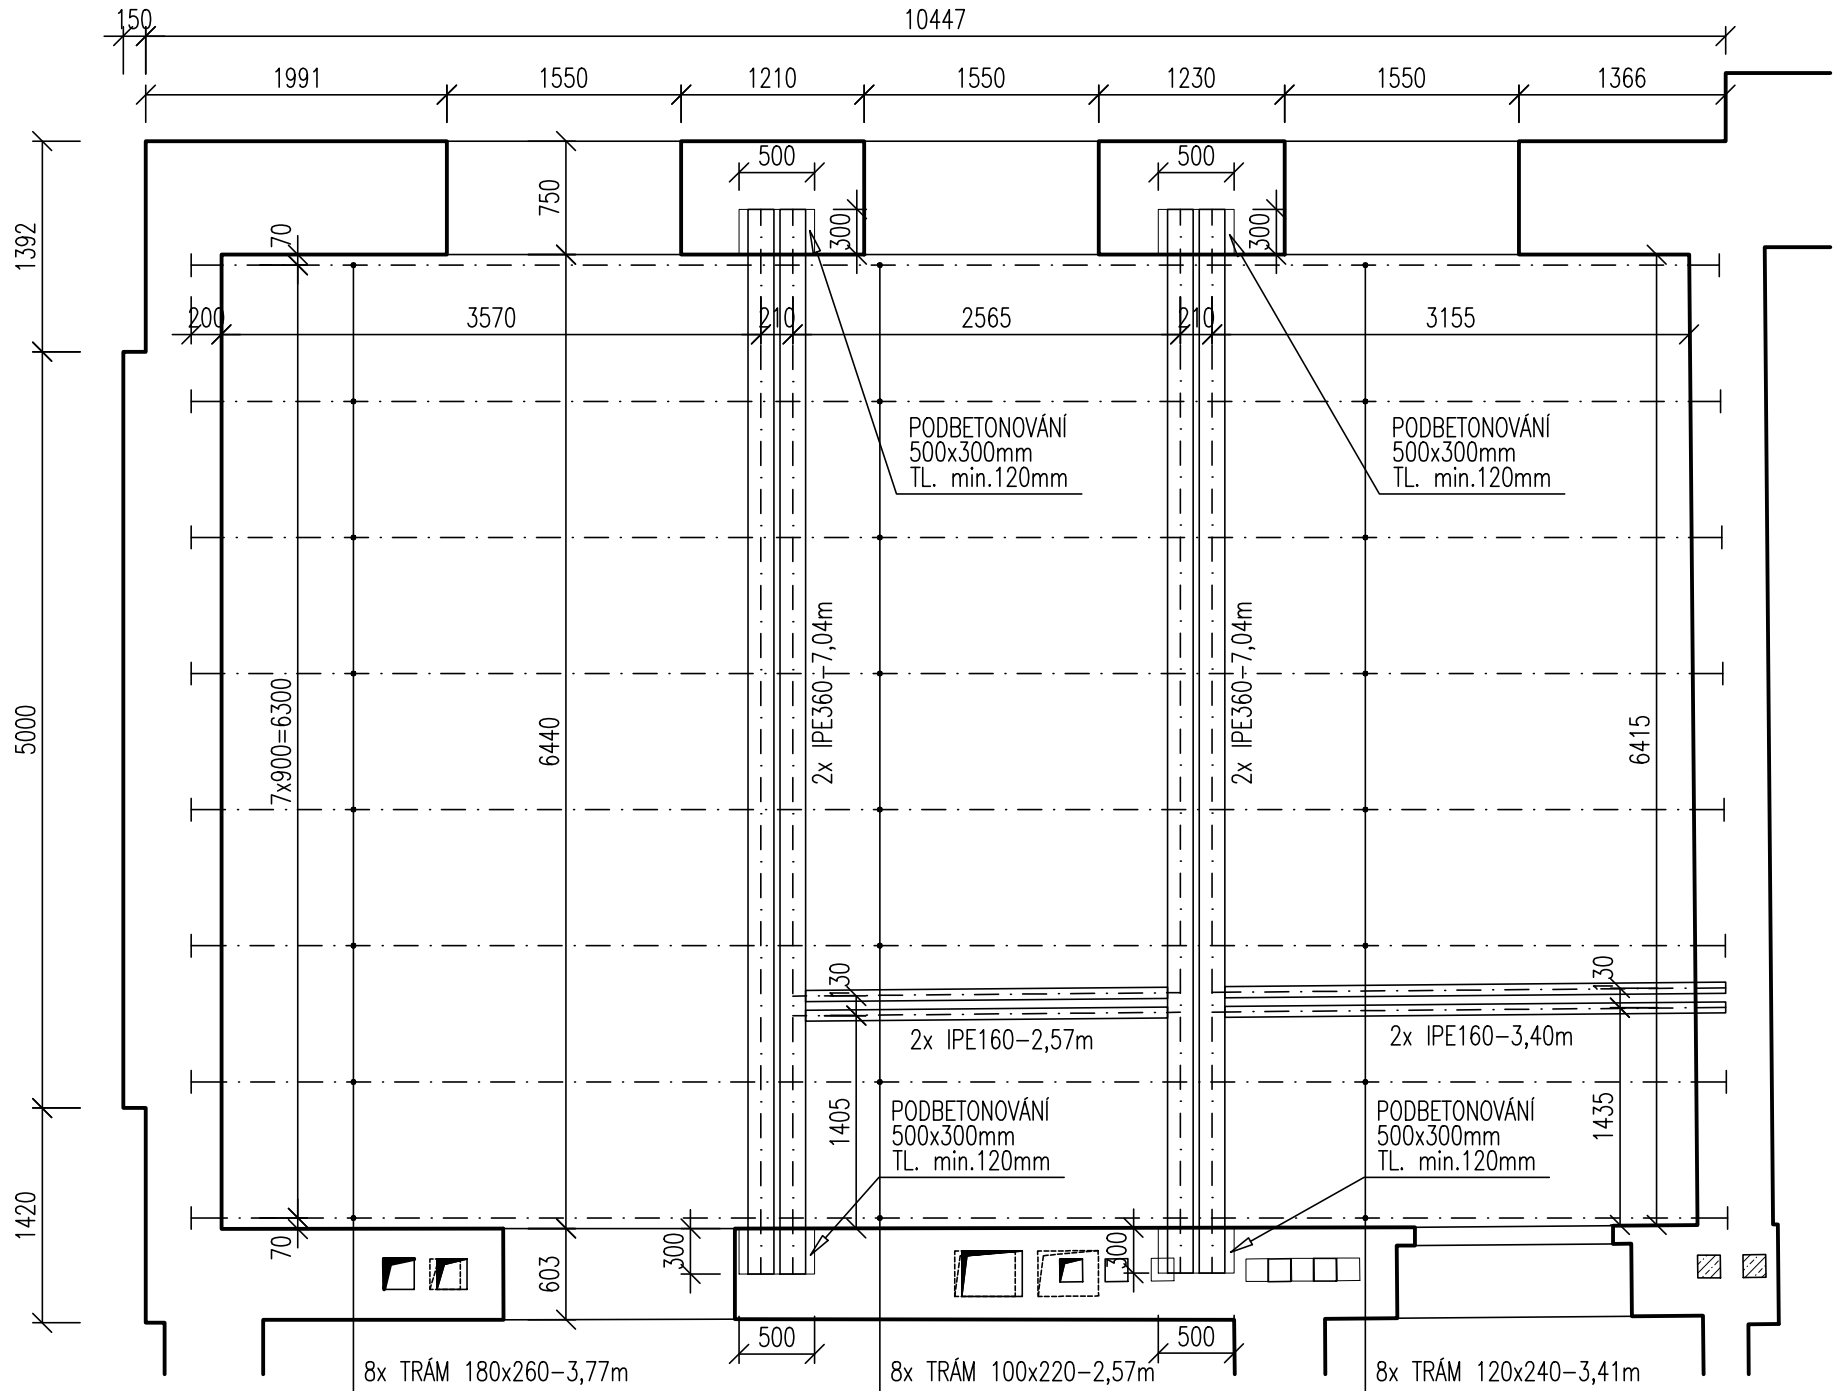 150
10447
1991
1550
1210
1550
1230
1550
1366
500
500
750
300
300
1392
70
200
3570
210
2565
210
3155
PODBETONOVÁNÍ
500x300mm
TL. min.120mm
PODBETONOVÁNÍ
500x300mm
TL. min.120mm
5000
7x900=6300
6440
2x IPE360-7,04m
2x IPE360-7,04m
6415
30
30
2x IPE160-2,57m
2x IPE160-3,40m
1405
1435
PODBETONOVÁNÍ
500x300mm
TL. min.120mm
PODBETONOVÁNÍ
500x300mm
TL. min.120mm
1420
70
603
300
300
500
500
8x TRÁM 180x260-3,77m
8x TRÁM 100x220-2,57m
8x TRÁM 120x240-3,41m